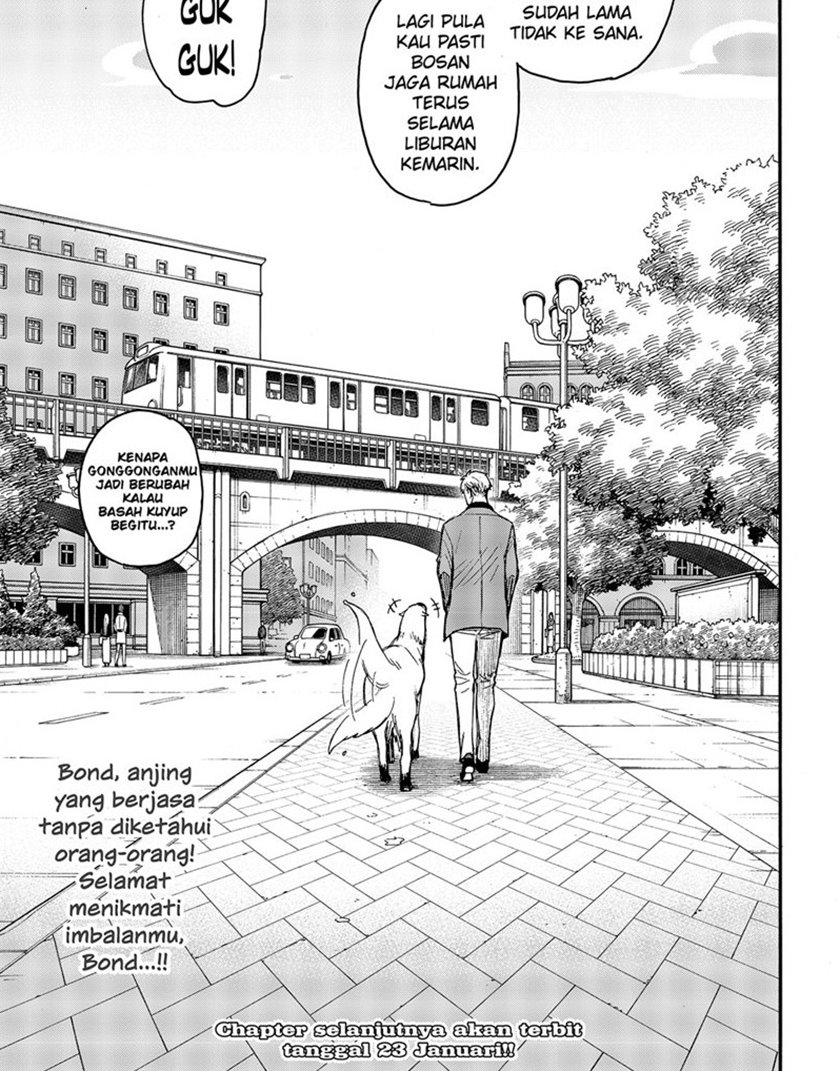 SUDAH LAMA
TIDAK KE SANA.
LAGI PULA
KAU PASTI
BOSAN
JAGA RUMAH
TERUS
SELAMA
LIBURAN
KEMARIN.
GUK
GUK!
KENAPA
GONGGONGANMU
JADI BERUBAH
KALAU
BASAH KUYUP
BEGITU...?
Bond, anjing
yang berjasa
tanpa diketahui
orang-orang!
Selamat
menikmati
imbalanmu,
Bond...!!
Chapter selanjutnya akan terbit
tanggal 23 Januari!!